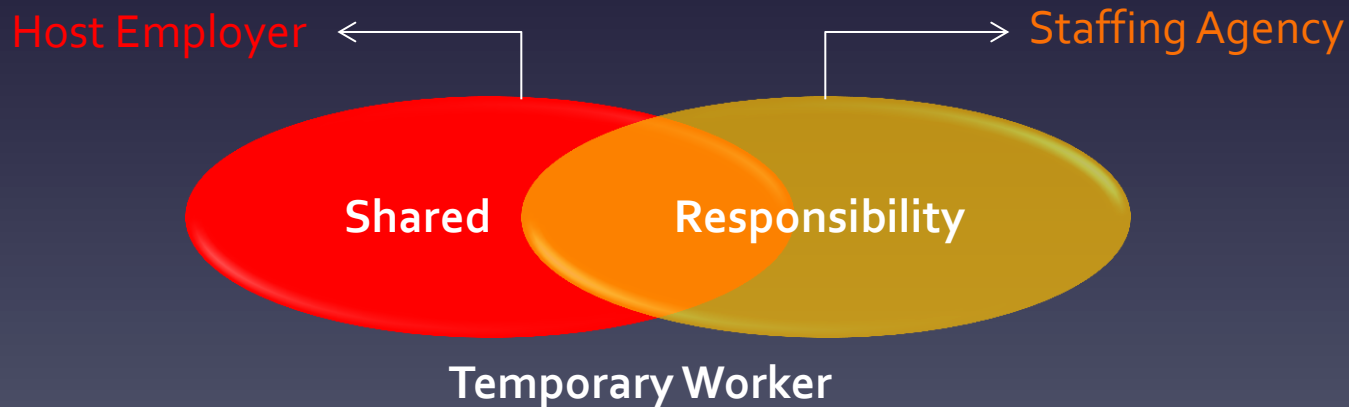 Host Employer
Staffing Agency
Shared Responsibility
Temporary Worker